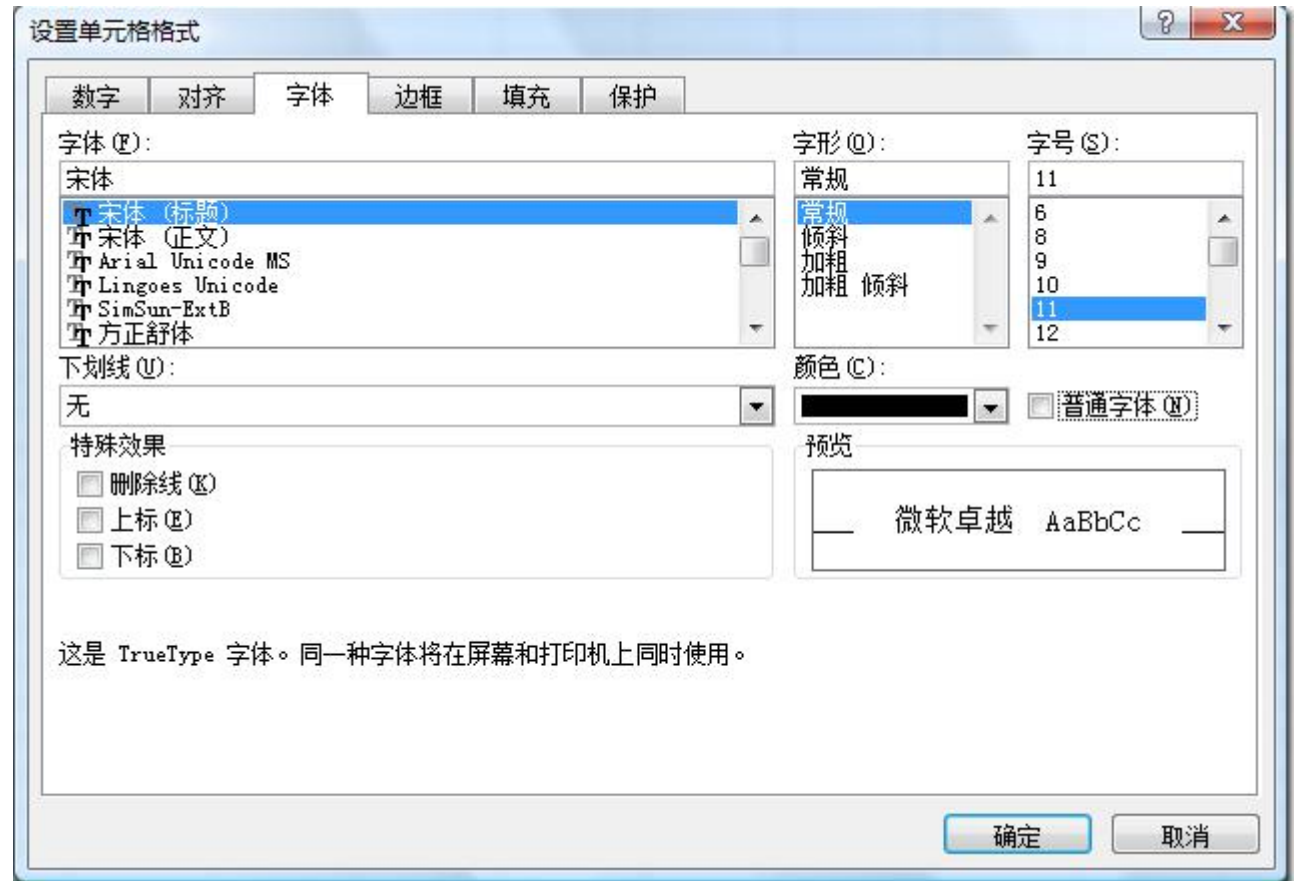 设置单元格格式
数字 对齐 字体 边框 填充 保护
字体(F): 字形(O): 字号(S):
宋体 常规 11
宋体 (标题) 常规 6
宋体 (正文) 倾斜 8
Arial Unicode MS 加粗 9
Lingoes Unicode 加粗 倾斜 10
SimSun-ExtB 11
方正舒体 12
下划线(U): 颜色(C):
无 普通字体(N)
特殊效果 预览
删除线(K)
上标(E)
下标(B)
微软卓越 AaBbCc
这是 TrueType 字体。同一种字体将在屏幕和打印机上同时使用。
确定 取消